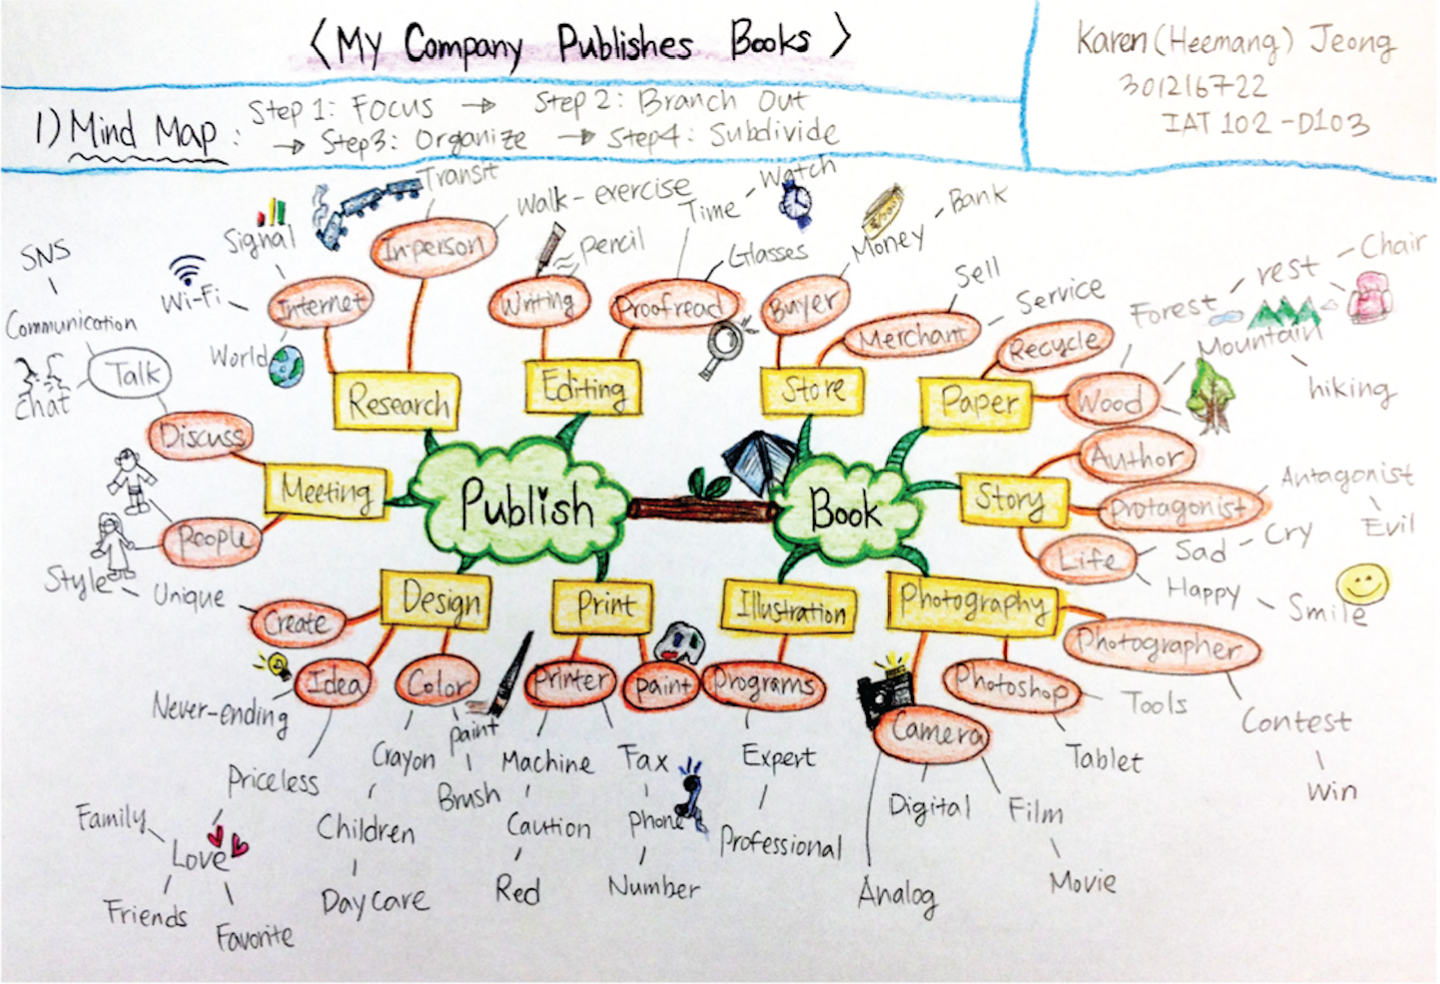 <My Company Publishes Books>
Karen (Heemang) Jeong
301216722
IAT 102 - D103
1) Mind Map : Step 1: Focus → Step 2: Branch Out
→ Step3: Organize → Step4: Subdivide
Transit
Walk - exercise
Time
Watch
Bank
SNS
Signal
In-person
pencil
Glasses
Money
Sell
Service
Forest
rest
Chair
Wi-Fi
Internet
Writing
Proofread
Buyer
Merchant
Recycle
Mountain
Communication
World
Talk
chat
Research
Editing
Store
Paper
Wood
hiking
Discuss
Author
Meeting
Publish
Book
Story
Protagonist
Antagonist
Evil
People
Life
Sad
Cry
Happy
Smile
Style
Unique
Create
Design
Print
Illustration
Photography
Photographer
Never-ending
Idea
Color
Printer
paint
Programs
Camera
Photoshop
Tools
Contest
Priceless
Crayon
paint
Machine
Fax
Expert
Tablet
Win
Brush
Digital
Film
Family
Love
Children
Caution
phone
Professional
Friends
Favorite
Daycare
Red
Number
Analog
Movie